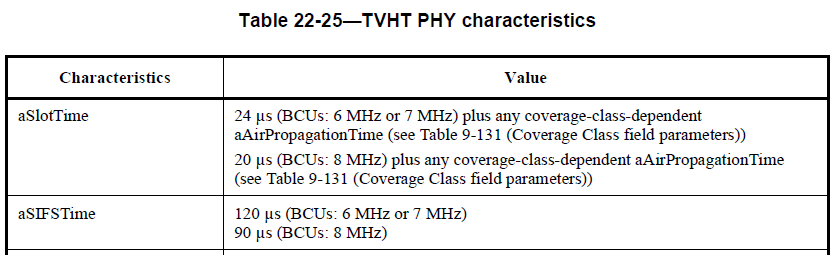 Table 22-25—TVHT PHY characteristics
Characteristics Value
aSlotTime 24 µs (BCUs: 6 MHz or 7 MHz) plus any coverage-class-dependent
aAirPropagationTime (see Table 9-131 (Coverage Class field parameters))
20 µs (BCUs: 8 MHz) plus any coverage-class-dependent aAirPropagationTime
(see Table 9-131 (Coverage Class field parameters))
aSIFSTime 120 µs (BCUs: 6 MHz or 7 MHz)
90 µs (BCUs: 8 MHz)